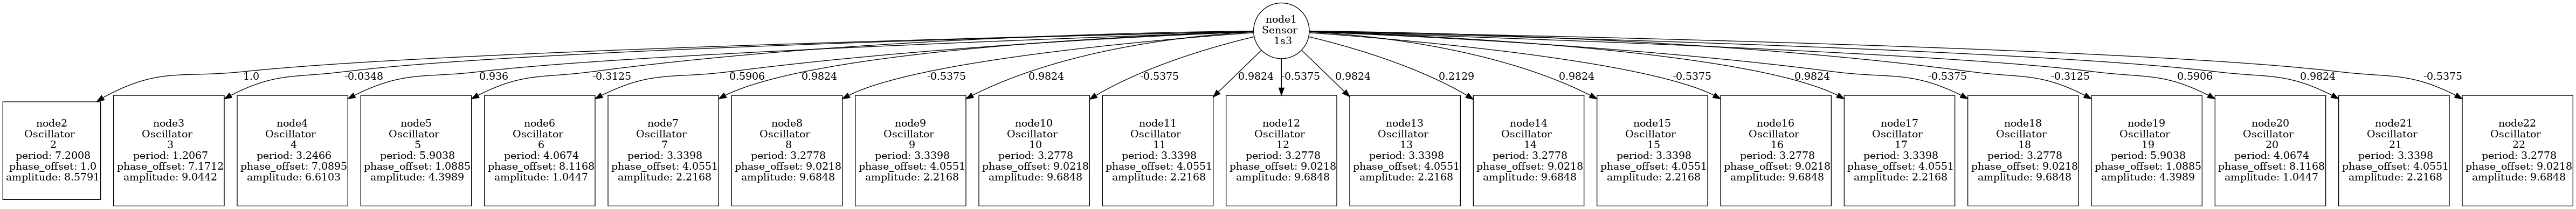 node1
Sensor
1s3
1.0
-0.0348
0.936
-0.3125
0.5906
0.9824
-0.5375
0.9824
-0.5375
0.9824
-0.5375
0.9824
0.2129
0.9824
-0.5375
0.9824
-0.5375
-0.3125
0.5906
0.9824
-0.5375
node2
Oscillator
2
period: 7.2008
phase_offset: 1.0
amplitude: 8.5791
node3
Oscillator
3
period: 1.2067
phase_offset: 7.1712
amplitude: 9.0442
node4
Oscillator
4
period: 3.2466
phase_offset: 7.0895
amplitude: 6.6103
node5
Oscillator
5
period: 5.9038
phase_offset: 1.0885
amplitude: 4.3989
node6
Oscillator
6
period: 4.0674
phase_offset: 8.1168
amplitude: 1.0447
node7
Oscillator
7
period: 3.3398
phase_offset: 4.0551
amplitude: 2.2168
node8
Oscillator
8
period: 3.2778
phase_offset: 9.0218
amplitude: 9.6848
node9
Oscillator
9
period: 3.3398
phase_offset: 4.0551
amplitude: 2.2168
node10
Oscillator
10
period: 3.2778
phase_offset: 9.0218
amplitude: 9.6848
node11
Oscillator
11
period: 3.3398
phase_offset: 4.0551
amplitude: 2.2168
node12
Oscillator
12
period: 3.2778
phase_offset: 9.0218
amplitude: 9.6848
node13
Oscillator
13
period: 3.3398
phase_offset: 4.0551
amplitude: 2.2168
node14
Oscillator
14
period: 3.2778
phase_offset: 9.0218
amplitude: 9.6848
node15
Oscillator
15
period: 3.3398
phase_offset: 4.0551
amplitude: 2.2168
node16
Oscillator
16
period: 3.2778
phase_offset: 9.0218
amplitude: 9.6848
node17
Oscillator
17
period: 3.3398
phase_offset: 4.0551
amplitude: 2.2168
node18
Oscillator
18
period: 3.2778
phase_offset: 9.0218
amplitude: 9.6848
node19
Oscillator
19
period: 5.9038
phase_offset: 1.0885
amplitude: 4.3989
node20
Oscillator
20
period: 4.0674
phase_offset: 8.1168
amplitude: 1.0447
node21
Oscillator
21
period: 3.3398
phase_offset: 4.0551
amplitude: 2.2168
node22
Oscillator
22
period: 3.2778
phase_offset: 9.0218
amplitude: 9.6848